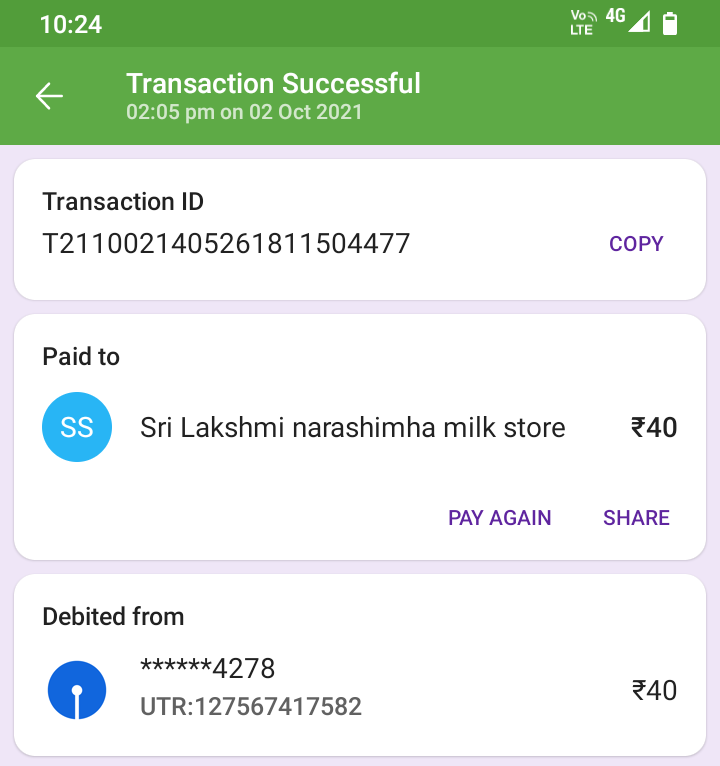 10:24
Vo LTE 4G
Transaction Successful
02:05 pm on 02 Oct 2021
Transaction ID
T2110021405261811504477
COPY
Paid to
SS Sri Lakshmi narashimha milk store ₹40
PAY AGAIN SHARE
Debited from
******4278
UTR:127567417582
₹40